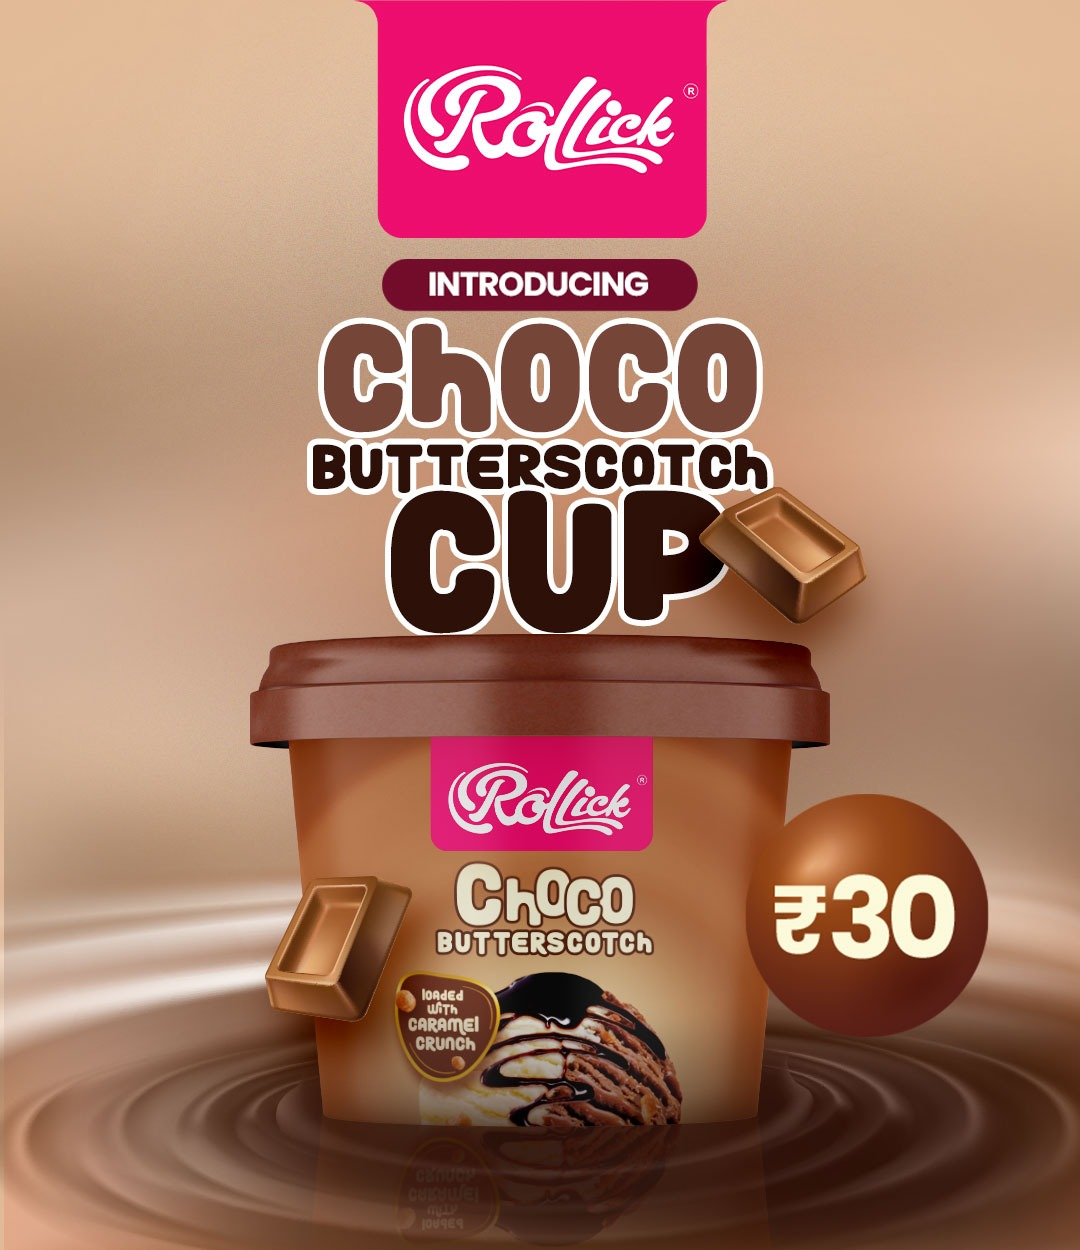 Rollick ®
INTRODUCING
Choco
BUTTERSCOTCh
CUP
Rollick ®
Choco
BUTTERSCOTCh
₹30
loaded
with
CARAMEl
CRUNCh